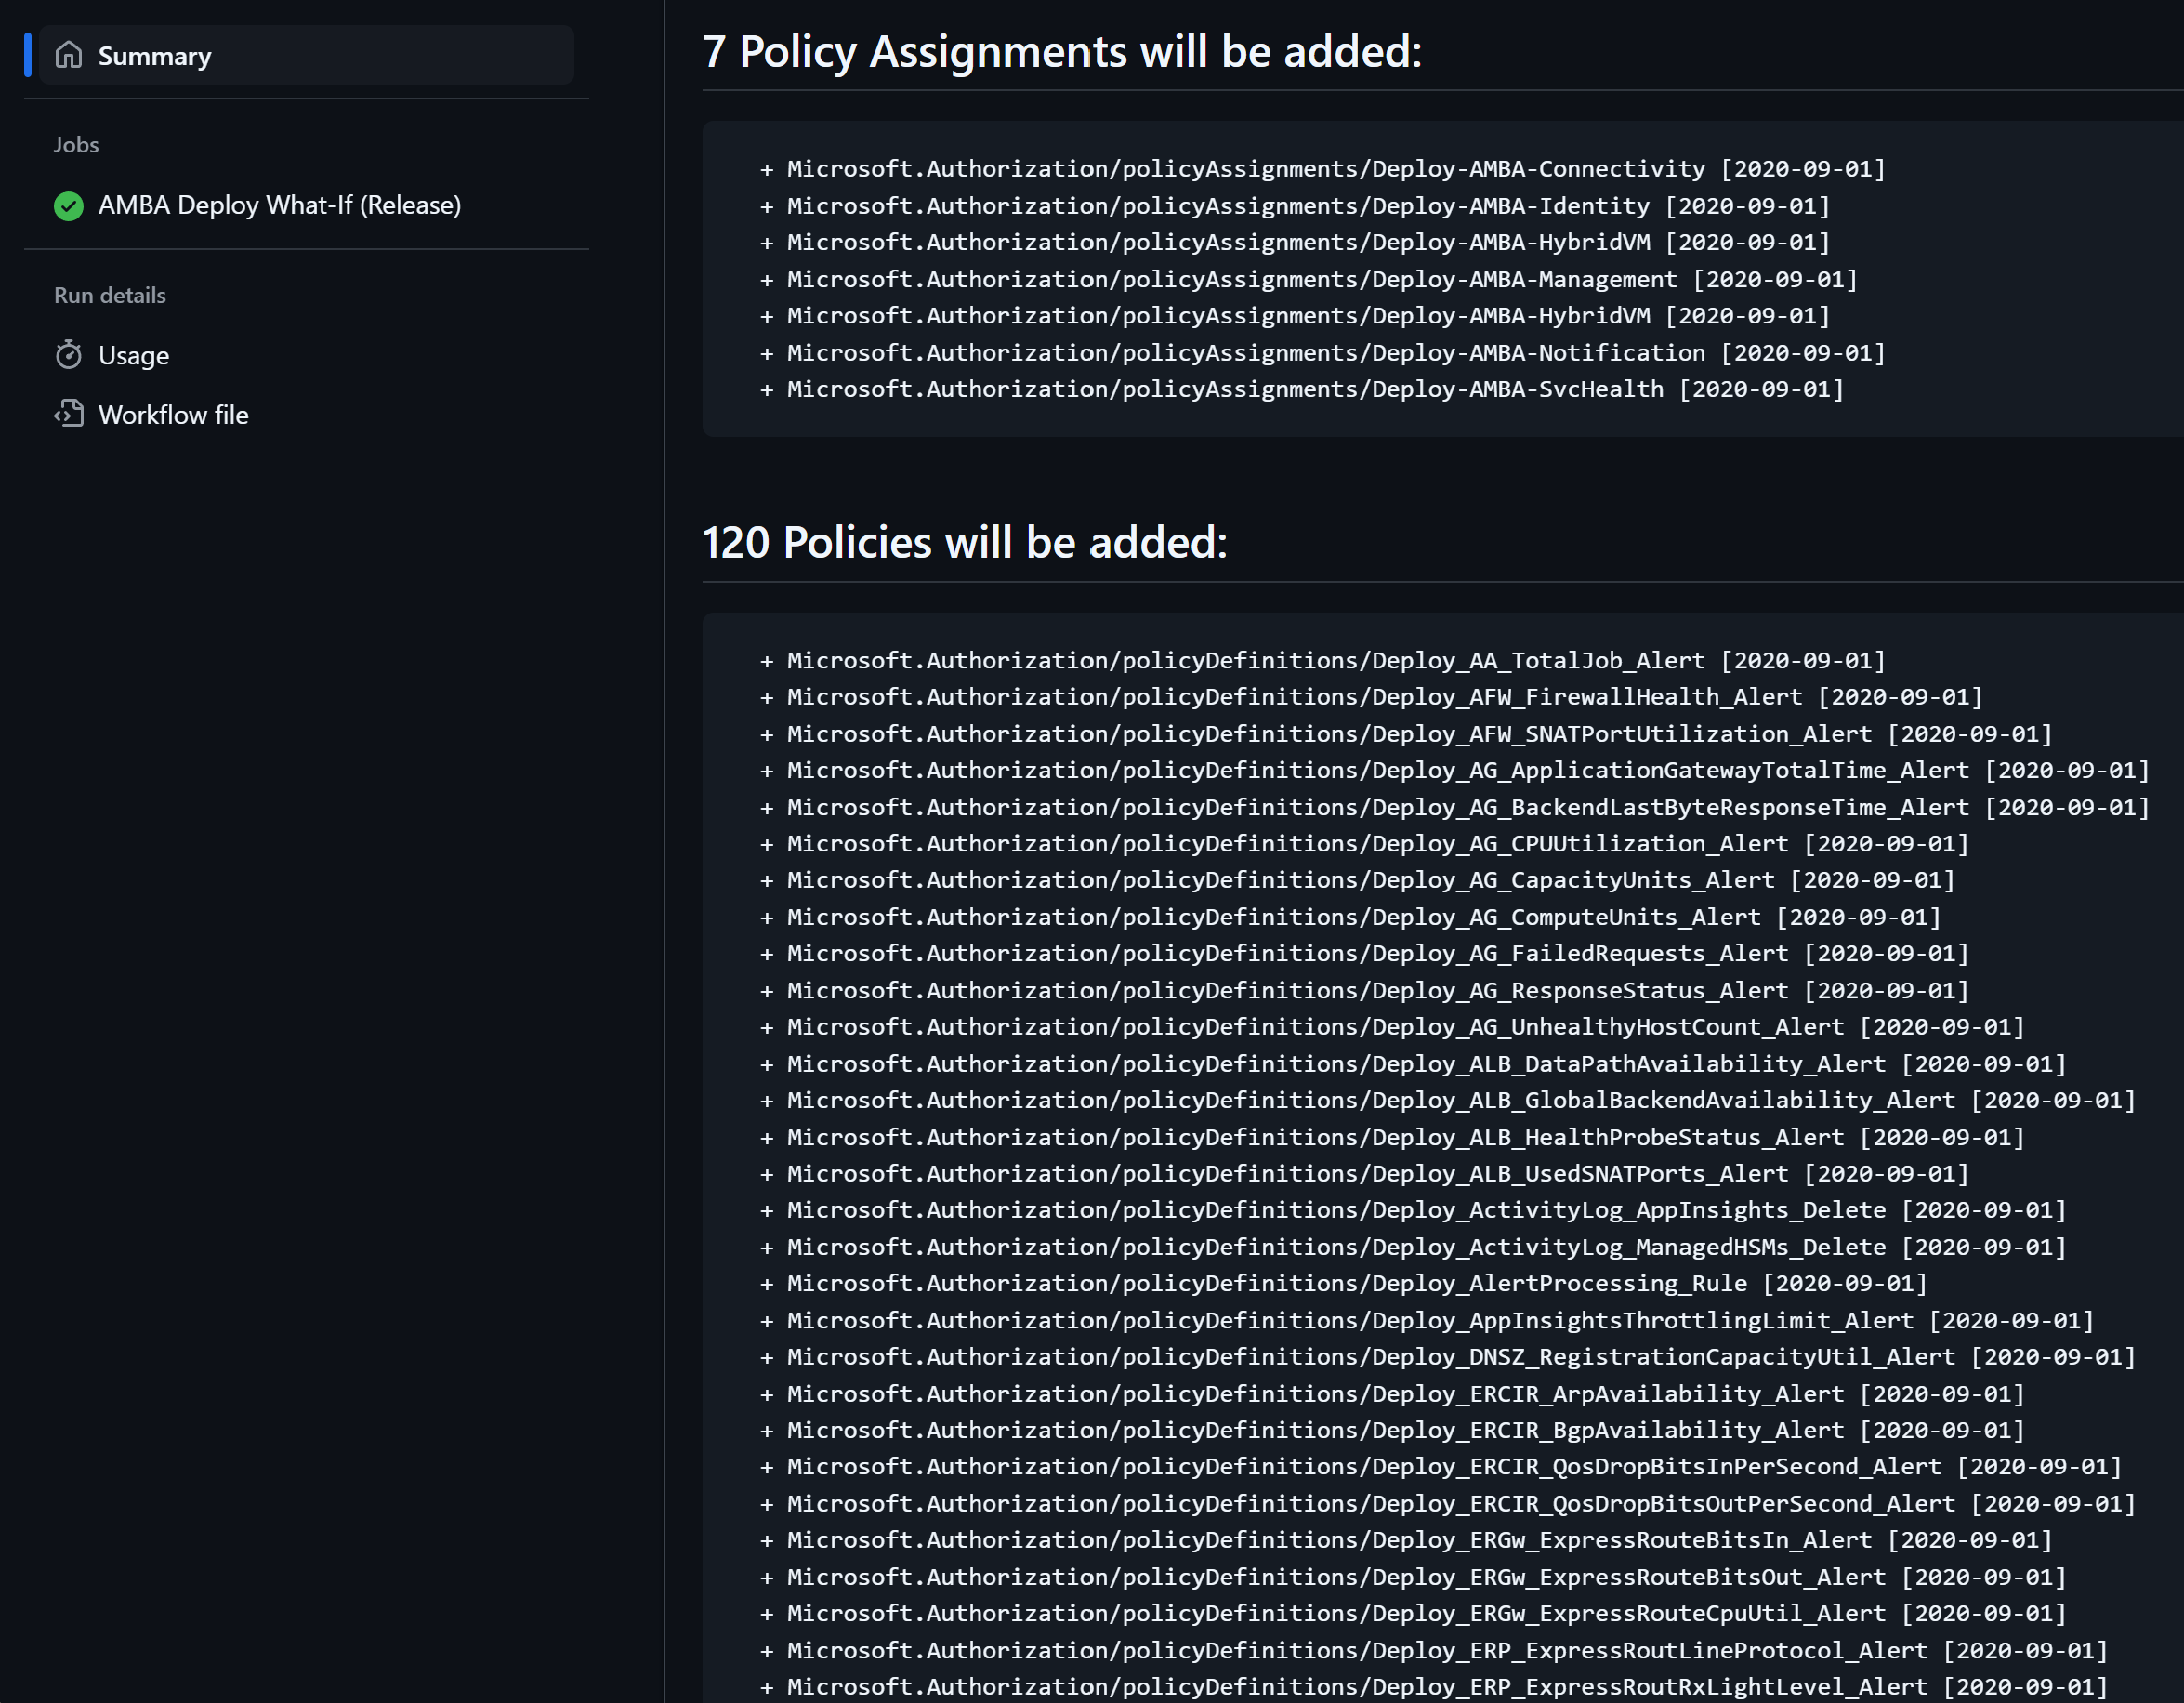 Summary
Jobs
AMBA Deploy What-If (Release)
Run details
Usage
Workflow file
7 Policy Assignments will be added:
+ Microsoft.Authorization/policyAssignments/Deploy-AMBA-Connectivity [2020-09-01]
+ Microsoft.Authorization/policyAssignments/Deploy-AMBA-Identity [2020-09-01]
+ Microsoft.Authorization/policyAssignments/Deploy-AMBA-HybridVM [2020-09-01]
+ Microsoft.Authorization/policyAssignments/Deploy-AMBA-Management [2020-09-01]
+ Microsoft.Authorization/policyAssignments/Deploy-AMBA-HybridVM [2020-09-01]
+ Microsoft.Authorization/policyAssignments/Deploy-AMBA-Notification [2020-09-01]
+ Microsoft.Authorization/policyAssignments/Deploy-AMBA-SvcHealth [2020-09-01]
120 Policies will be added:
+ Microsoft.Authorization/policyDefinitions/Deploy_AA_TotalJob_Alert [2020-09-01]
+ Microsoft.Authorization/policyDefinitions/Deploy_AFW_FirewallHealth_Alert [2020-09-01]
+ Microsoft.Authorization/policyDefinitions/Deploy_AFW_SNATPortUtilization_Alert [2020-09-01]
+ Microsoft.Authorization/policyDefinitions/Deploy_AG_ApplicationGatewayTotalTime_Alert [2020-09-01]
+ Microsoft.Authorization/policyDefinitions/Deploy_AG_BackendLastByteResponseTime_Alert [2020-09-01]
+ Microsoft.Authorization/policyDefinitions/Deploy_AG_CPUUtilization_Alert [2020-09-01]
+ Microsoft.Authorization/policyDefinitions/Deploy_AG_CapacityUnits_Alert [2020-09-01]
+ Microsoft.Authorization/policyDefinitions/Deploy_AG_ComputeUnits_Alert [2020-09-01]
+ Microsoft.Authorization/policyDefinitions/Deploy_AG_FailedRequests_Alert [2020-09-01]
+ Microsoft.Authorization/policyDefinitions/Deploy_AG_ResponseStatus_Alert [2020-09-01]
+ Microsoft.Authorization/policyDefinitions/Deploy_AG_UnhealthyHostCount_Alert [2020-09-01]
+ Microsoft.Authorization/policyDefinitions/Deploy_ALB_DataPathAvailability_Alert [2020-09-01]
+ Microsoft.Authorization/policyDefinitions/Deploy_ALB_GlobalBackendAvailability_Alert [2020-09-01]
+ Microsoft.Authorization/policyDefinitions/Deploy_ALB_HealthProbeStatus_Alert [2020-09-01]
+ Microsoft.Authorization/policyDefinitions/Deploy_ALB_UsedSNATPorts_Alert [2020-09-01]
+ Microsoft.Authorization/policyDefinitions/Deploy_ActivityLog_AppInsights_Delete [2020-09-01]
+ Microsoft.Authorization/policyDefinitions/Deploy_ActivityLog_ManagedHSMs_Delete [2020-09-01]
+ Microsoft.Authorization/policyDefinitions/Deploy_AlertProcessing_Rule [2020-09-01]
+ Microsoft.Authorization/policyDefinitions/Deploy_AppInsightsThrottlingLimit_Alert [2020-09-01]
+ Microsoft.Authorization/policyDefinitions/Deploy_DNSZ_RegistrationCapacityUtil_Alert [2020-09-01]
+ Microsoft.Authorization/policyDefinitions/Deploy_ERCIR_ArpAvailability_Alert [2020-09-01]
+ Microsoft.Authorization/policyDefinitions/Deploy_ERCIR_BgpAvailability_Alert [2020-09-01]
+ Microsoft.Authorization/policyDefinitions/Deploy_ERCIR_QosDropBitsInPerSecond_Alert [2020-09-01]
+ Microsoft.Authorization/policyDefinitions/Deploy_ERCIR_QosDropBitsOutPerSecond_Alert [2020-09-01]
+ Microsoft.Authorization/policyDefinitions/Deploy_ERGw_ExpressRouteBitsIn_Alert [2020-09-01]
+ Microsoft.Authorization/policyDefinitions/Deploy_ERGw_ExpressRouteBitsOut_Alert [2020-09-01]
+ Microsoft.Authorization/policyDefinitions/Deploy_ERGw_ExpressRouteCpuUtil_Alert [2020-09-01]
+ Microsoft.Authorization/policyDefinitions/Deploy_ERP_ExpressRoutLineProtocol_Alert [2020-09-01]
+ Microsoft.Authorization/policyDefinitions/Deploy_ERP_ExpressRoutRxLightLevel_Alert [2020-09-01]